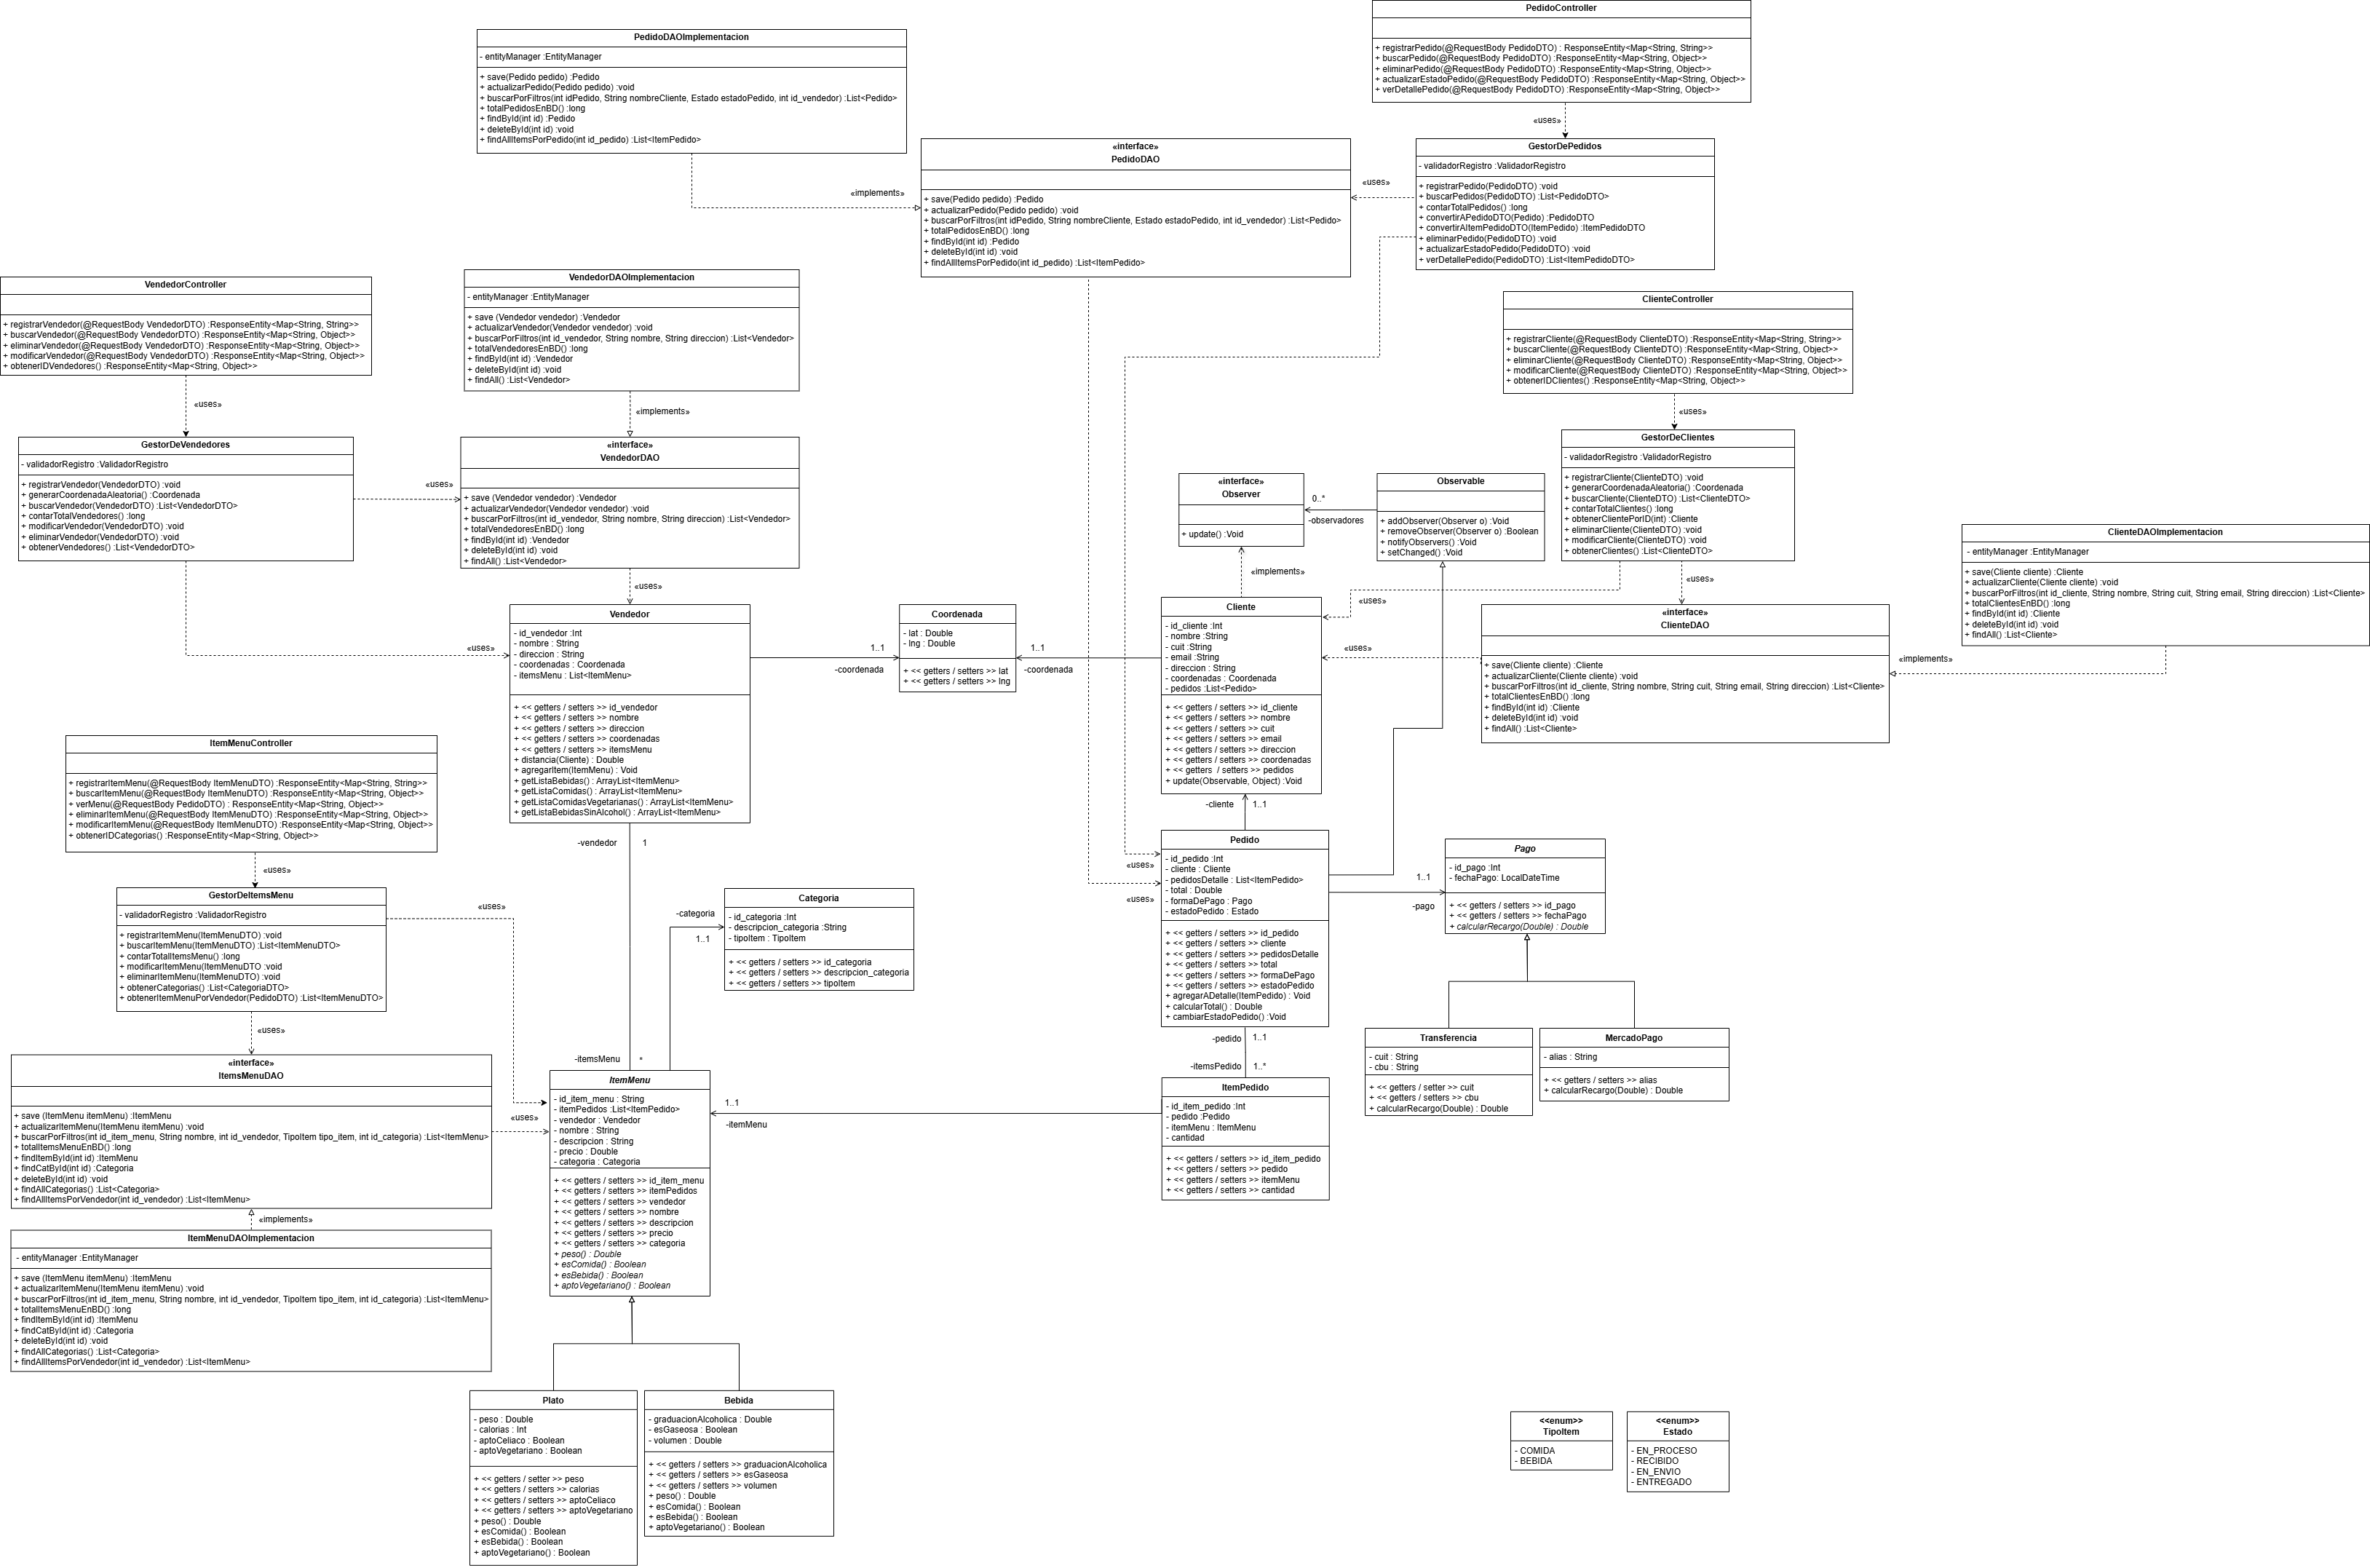 PedidoController
+ registrarPedido(@RequestBody PedidoDTO) : ResponseEntity<Map<String, String>>
+ buscarPedido(@RequestBody PedidoDTO) :ResponseEntity<Map<String, Object>>
+ eliminarPedido(@RequestBody PedidoDTO) :ResponseEntity<Map<String, Object>>
+ actualizarEstadoPedido(@RequestBody PedidoDTO) :ResponseEntity<Map<String, Object>>
+ verDetallePedido(@RequestBody PedidoDTO) :ResponseEntity<Map<String, Object>>
«uses»
PedidoDAOImplementacion
- entityManager :EntityManager
+ save(Pedido pedido) :Pedido
+ actualizarPedido(Pedido pedido) :void
+ buscarPorFiltros(int idPedido, String nombreCliente, Estado estadoPedido, int id_vendedor) :List<Pedido>
+ totalPedidosEnBD() :long
+ findById(int id) :Pedido
+ deleteById(int id) :void
+ findAllItemsPorPedido(int id_pedido) :List<ItemPedido>
«implements»
«interface»
PedidoDAO
+ save(Pedido pedido) :Pedido
+ actualizarPedido(Pedido pedido) :void
+ buscarPorFiltros(int idPedido, String nombreCliente, Estado estadoPedido, int id_vendedor) :List<Pedido>
+ totalPedidosEnBD() :long
+ findById(int id) :Pedido
+ deleteById(int id) :void
+ findAllItemsPorPedido(int id_pedido) :List<ItemPedido>
«uses»
GestorDePedidos
- validadorRegistro :ValidadorRegistro
+ registrarPedido(PedidoDTO) :void
+ buscarPedidos(PedidoDTO) :List<PedidoDTO>
+ contarTotalPedidos() :long
+ convertirAPedidoDTO(Pedido) :PedidoDTO
+ convertirAItemPedidoDTO(ItemPedido) :ItemPedidoDTO
+ eliminarPedido(PedidoDTO) :void
+ actualizarEstadoPedido(PedidoDTO) :void
+ verDetallePedido(PedidoDTO) :List<ItemPedidoDTO>
VendedorController
+ registrarVendedor(@RequestBody VendedorDTO) :ResponseEntity<Map<String, String>>
+ buscarVendedor(@RequestBody VendedorDTO) :ResponseEntity<Map<String, Object>>
+ eliminarVendedor(@RequestBody VendedorDTO) :ResponseEntity<Map<String, Object>>
+ modificarVendedor(@RequestBody VendedorDTO) :ResponseEntity<Map<String, Object>>
+ obtenerIDVendedores() :ResponseEntity<Map<String, Object>>
«uses»
VendedorDAOImplementacion
- entityManager :EntityManager
+ save (Vendedor vendedor) :Vendedor
+ actualizarVendedor(Vendedor vendedor) :void
+ buscarPorFiltros(int id_vendedor, String nombre, String direccion) :List<Vendedor>
+ totalVendedoresEnBD() :long
+ findById(int id) :Vendedor
+ deleteById(int id) :void
+ findAll() :List<Vendedor>
«implements»
ClienteController
+ registrarCliente(@RequestBody ClienteDTO) :ResponseEntity<Map<String, String>>
+ buscarCliente(@RequestBody ClienteDTO) :ResponseEntity<Map<String, Object>>
+ eliminarCliente(@RequestBody ClienteDTO) :ResponseEntity<Map<String, Object>>
+ modificarCliente(@RequestBody ClienteDTO) :ResponseEntity<Map<String, Object>>
+ obtenerIDClientes() :ResponseEntity<Map<String, Object>>
«uses»
GestorDeVendedores
- validadorRegistro :ValidadorRegistro
+ registrarVendedor(VendedorDTO) :void
+ generarCoordenadaAleatoria() :Coordenada
+ buscarVendedor(VendedorDTO) :List<VendedorDTO>
+ contarTotalVendedores() :long
+ modificarVendedor(VendedorDTO) :void
+ eliminarVendedor(VendedorDTO) :void
+ obtenerVendedores() :List<VendedorDTO>
«uses»
«interface»
VendedorDAO
+ save (Vendedor vendedor) :Vendedor
+ actualizarVendedor(Vendedor vendedor) :void
+ buscarPorFiltros(int id_vendedor, String nombre, String direccion) :List<Vendedor>
+ totalVendedoresEnBD() :long
+ findById(int id) :Vendedor
+ deleteById(int id) :void
+ findAll() :List<Vendedor>
«uses»
«uses»
«interface»
Observer
+ update() :Void
0..*
-observadores
Observable
+ addObserver(Observer o) :Void
+ removeObserver(Observer o) :Boolean
+ notifyObservers() :Void
+ setChanged() :Void
«implements»
GestorDeClientes
- validadorRegistro :ValidadorRegistro
+ registrarCliente(ClienteDTO) :void
+ generarCoordenadaAleatoria() :Coordenada
+ buscarCliente(ClienteDTO) :List<ClienteDTO>
+ contarTotalClientes() :long
+ obtenerClientePorID(int) :Cliente
+ eliminarCliente(ClienteDTO) :void
+ modificarCliente(ClienteDTO) :void
+ obtenerClientes() :List<ClienteDTO>
«uses»
«uses»
«uses»
ClienteDAOImplementacion
- entityManager :EntityManager
+ save(Cliente cliente) :Cliente
+ actualizarCliente(Cliente cliente) :void
+ buscarPorFiltros(int id_cliente, String nombre, String cuit, String email, String direccion) :List<Cliente>
+ totalClientesEnBD() :long
+ findById(int id) :Cliente
+ deleteById(int id) :void
+ findAll() :List<Cliente>
«implements»
«interface»
ClienteDAO
+ save(Cliente cliente) :Cliente
+ actualizarCliente(Cliente cliente) :void
+ buscarPorFiltros(int id_cliente, String nombre, String cuit, String email, String direccion) :List<Cliente>
+ totalClientesEnBD() :long
+ findById(int id) :Cliente
+ deleteById(int id) :void
+ findAll() :List<Cliente>
Vendedor
- id_vendedor :Int
- nombre : String
- direccion : String
- coordenadas : Coordenada
- itemsMenu : List<ItemMenu>
+ << getters / setters >> id_vendedor
+ << getters / setters >> nombre
+ << getters / setters >> direccion
+ << getters / setters >> coordenadas
+ << getters / setters >> itemsMenu
+ distancia(Cliente) : Double
+ agregarItem(ItemMenu) : Void
+ getListaBebidas() : ArrayList<ItemMenu>
+ getListaComidas() : ArrayList<ItemMenu>
+ getListaComidasVegetarianas() : ArrayList<ItemMenu>
+ getListaBebidasSinAlcohol() : ArrayList<ItemMenu>
1..1
-coordenada
Coordenada
- lat : Double
- lng : Double
+ << getters / setters >> lat
+ << getters / setters >> lng
1..1
-coordenada
Cliente
- id_cliente :Int
- nombre :String
- cuit :String
- email :String
- direccion : String
- coordenadas : Coordenada
- pedidos :List<Pedido>
+ << getters / setters >> id_cliente
+ << getters / setters >> nombre
+ << getters / setters >> cuit
+ << getters / setters >> email
+ << getters / setters >> direccion
+ << getters / setters >> coordenadas
+ << getters  / setters >> pedidos
+ update(Observable, Object) :Void
-cliente
1..1
ItemMenuController
+ registrarItemMenu(@RequestBody ItemMenuDTO) :ResponseEntity<Map<String, String>>
+ buscarItemMenu(@RequestBody ItemMenuDTO) :ResponseEntity<Map<String, Object>>
+ verMenu(@RequestBody PedidoDTO) : ResponseEntity<Map<String, Object>>
+ eliminarItemMenu(@RequestBody ItemMenuDTO) :ResponseEntity<Map<String, Object>>
+ modificarItemMenu(@RequestBody ItemMenuDTO) :ResponseEntity<Map<String, Object>>
+ obtenerIDCategorias() :ResponseEntity<Map<String, Object>>
«uses»
-vendedor
1
Pedido
- id_pedido :Int
- cliente : Cliente
- pedidosDetalle : List<ItemPedido>
- total : Double
- formaDePago : Pago
- estadoPedido : Estado
+ << getters / setters >> id_pedido
+ << getters / setters >> cliente
+ << getters / setters >> pedidosDetalle
+ << getters / setters >> total
+ << getters / setters >> formaDePago
+ << getters / setters >> estadoPedido
+ agregarADetalle(ItemPedido) : Void
+ calcularTotal() : Double
+ cambiarEstadoPedido() :Void
«uses»
«uses»
1..1
-pago
Pago
- id_pago :Int
- fechaPago: LocalDateTime
+ << getters / setters >> id_pago
+ << getters / setters >> fechaPago
+ calcularRecargo(Double) : Double
GestorDeItemsMenu
- validadorRegistro :ValidadorRegistro
+ registrarItemMenu(ItemMenuDTO) :void
+ buscarItemMenu(ItemMenuDTO) :List<ItemMenuDTO>
+ contarTotalItemsMenu() :long
+ modificarItemMenu(ItemMenuDTO :void
+ eliminarItemMenu(ItemMenuDTO) :void
+ obtenerCategorias() :List<CategoriaDTO>
+ obtenerItemMenuPorVendedor(PedidoDTO) :List<ItemMenuDTO>
«uses»
«uses»
-categoria
1..1
Categoria
- id_categoria :Int
- descripcion_categoria :String
- tipoItem : TipoItem
+ << getters / setters >> id_categoria
+ << getters / setters >> descripcion_categoria
+ << getters / setters >> tipoItem
Transferencia
- cuit : String
- cbu : String
+ << getters / setter >> cuit
+ << getters / setters >> cbu
+ calcularRecargo(Double) : Double
MercadoPago
- alias : String
+ << getters / setters >> alias
+ calcularRecargo(Double) : Double
-pedido
1..1
-itemsPedido
1..*
-itemsMenu
*
«interface»
ItemsMenuDAO
+ save (ItemMenu itemMenu) :ItemMenu
+ actualizarItemMenu(ItemMenu itemMenu) :void
+ buscarPorFiltros(int id_item_menu, String nombre, int id_vendedor, TipoItem tipo_item, int id_categoria) :List<ItemMenu>
+ totalItemsMenuEnBD() :long
+ findItemById(int id) :ItemMenu
+ findCatById(int id) :Categoria
+ deleteById(int id) :void
+ findAllCategorias() :List<Categoria>
+ findAllItemsPorVendedor(int id_vendedor) :List<ItemMenu>
«uses»
«implements»
ItemMenu
- id_item_menu : String
- itemPedidos :List<ItemPedido>
- vendedor : Vendedor
- nombre : String
- descripcion : String
- precio : Double
- categoria : Categoria
+ << getters / setters >> id_item_menu
+ << getters / setters >> itemPedidos
+ << getters / setters >> vendedor
+ << getters / setters >> nombre
+ << getters / setters >> descripcion
+ << getters / setters >> precio
+ << getters / setters >> categoria
+ peso() : Double
+ esComida() : Boolean
+ esBebida() : Boolean
+ aptoVegetariano() : Boolean
1..1
-itemMenu
ItemPedido
- id_item_pedido :Int
- pedido :Pedido
- itemMenu : ItemMenu
- cantidad
+ << getters / setters >> id_item_pedido
+ << getters / setters >> pedido
+ << getters / setters >> itemMenu
+ << getters / setters >> cantidad
ItemMenuDAOImplementacion
- entityManager :EntityManager
+ save (ItemMenu itemMenu) :ItemMenu
+ actualizarItemMenu(ItemMenu itemMenu) :void
+ buscarPorFiltros(int id_item_menu, String nombre, int id_vendedor, TipoItem tipo_item, int id_categoria) :List<ItemMenu>
+ totalItemsMenuEnBD() :long
+ findItemById(int id) :ItemMenu
+ findCatById(int id) :Categoria
+ deleteById(int id) :void
+ findAllCategorias() :List<Categoria>
+ findAllItemsPorVendedor(int id_vendedor) :List<ItemMenu>
Plato
- peso : Double
- calorias : Int
- aptoCeliaco : Boolean
- aptoVegetariano : Boolean
+ << getters / setter >> peso
+ << getters / setters >> calorias
+ << getters / setters >> aptoCeliaco
+ << getters / setters >> aptoVegetariano
+ peso() : Double
+ esComida() : Boolean
+ esBebida() : Boolean
+ aptoVegetariano() : Boolean
Bebida
- graduacionAlcoholica : Double
- esGaseosa : Boolean
- volumen : Double
+ << getters / setters >> graduacionAlcoholica
+ << getters / setters >> esGaseosa
+ << getters / setters >> volumen
+ peso() : Double
+ esComida() : Boolean
+ esBebida() : Boolean
+ aptoVegetariano() : Boolean
<<enum>>
TipoItem
- COMIDA
- BEBIDA
<<enum>>
Estado
- EN_PROCESO
- RECIBIDO
- EN_ENVIO
- ENTREGADO